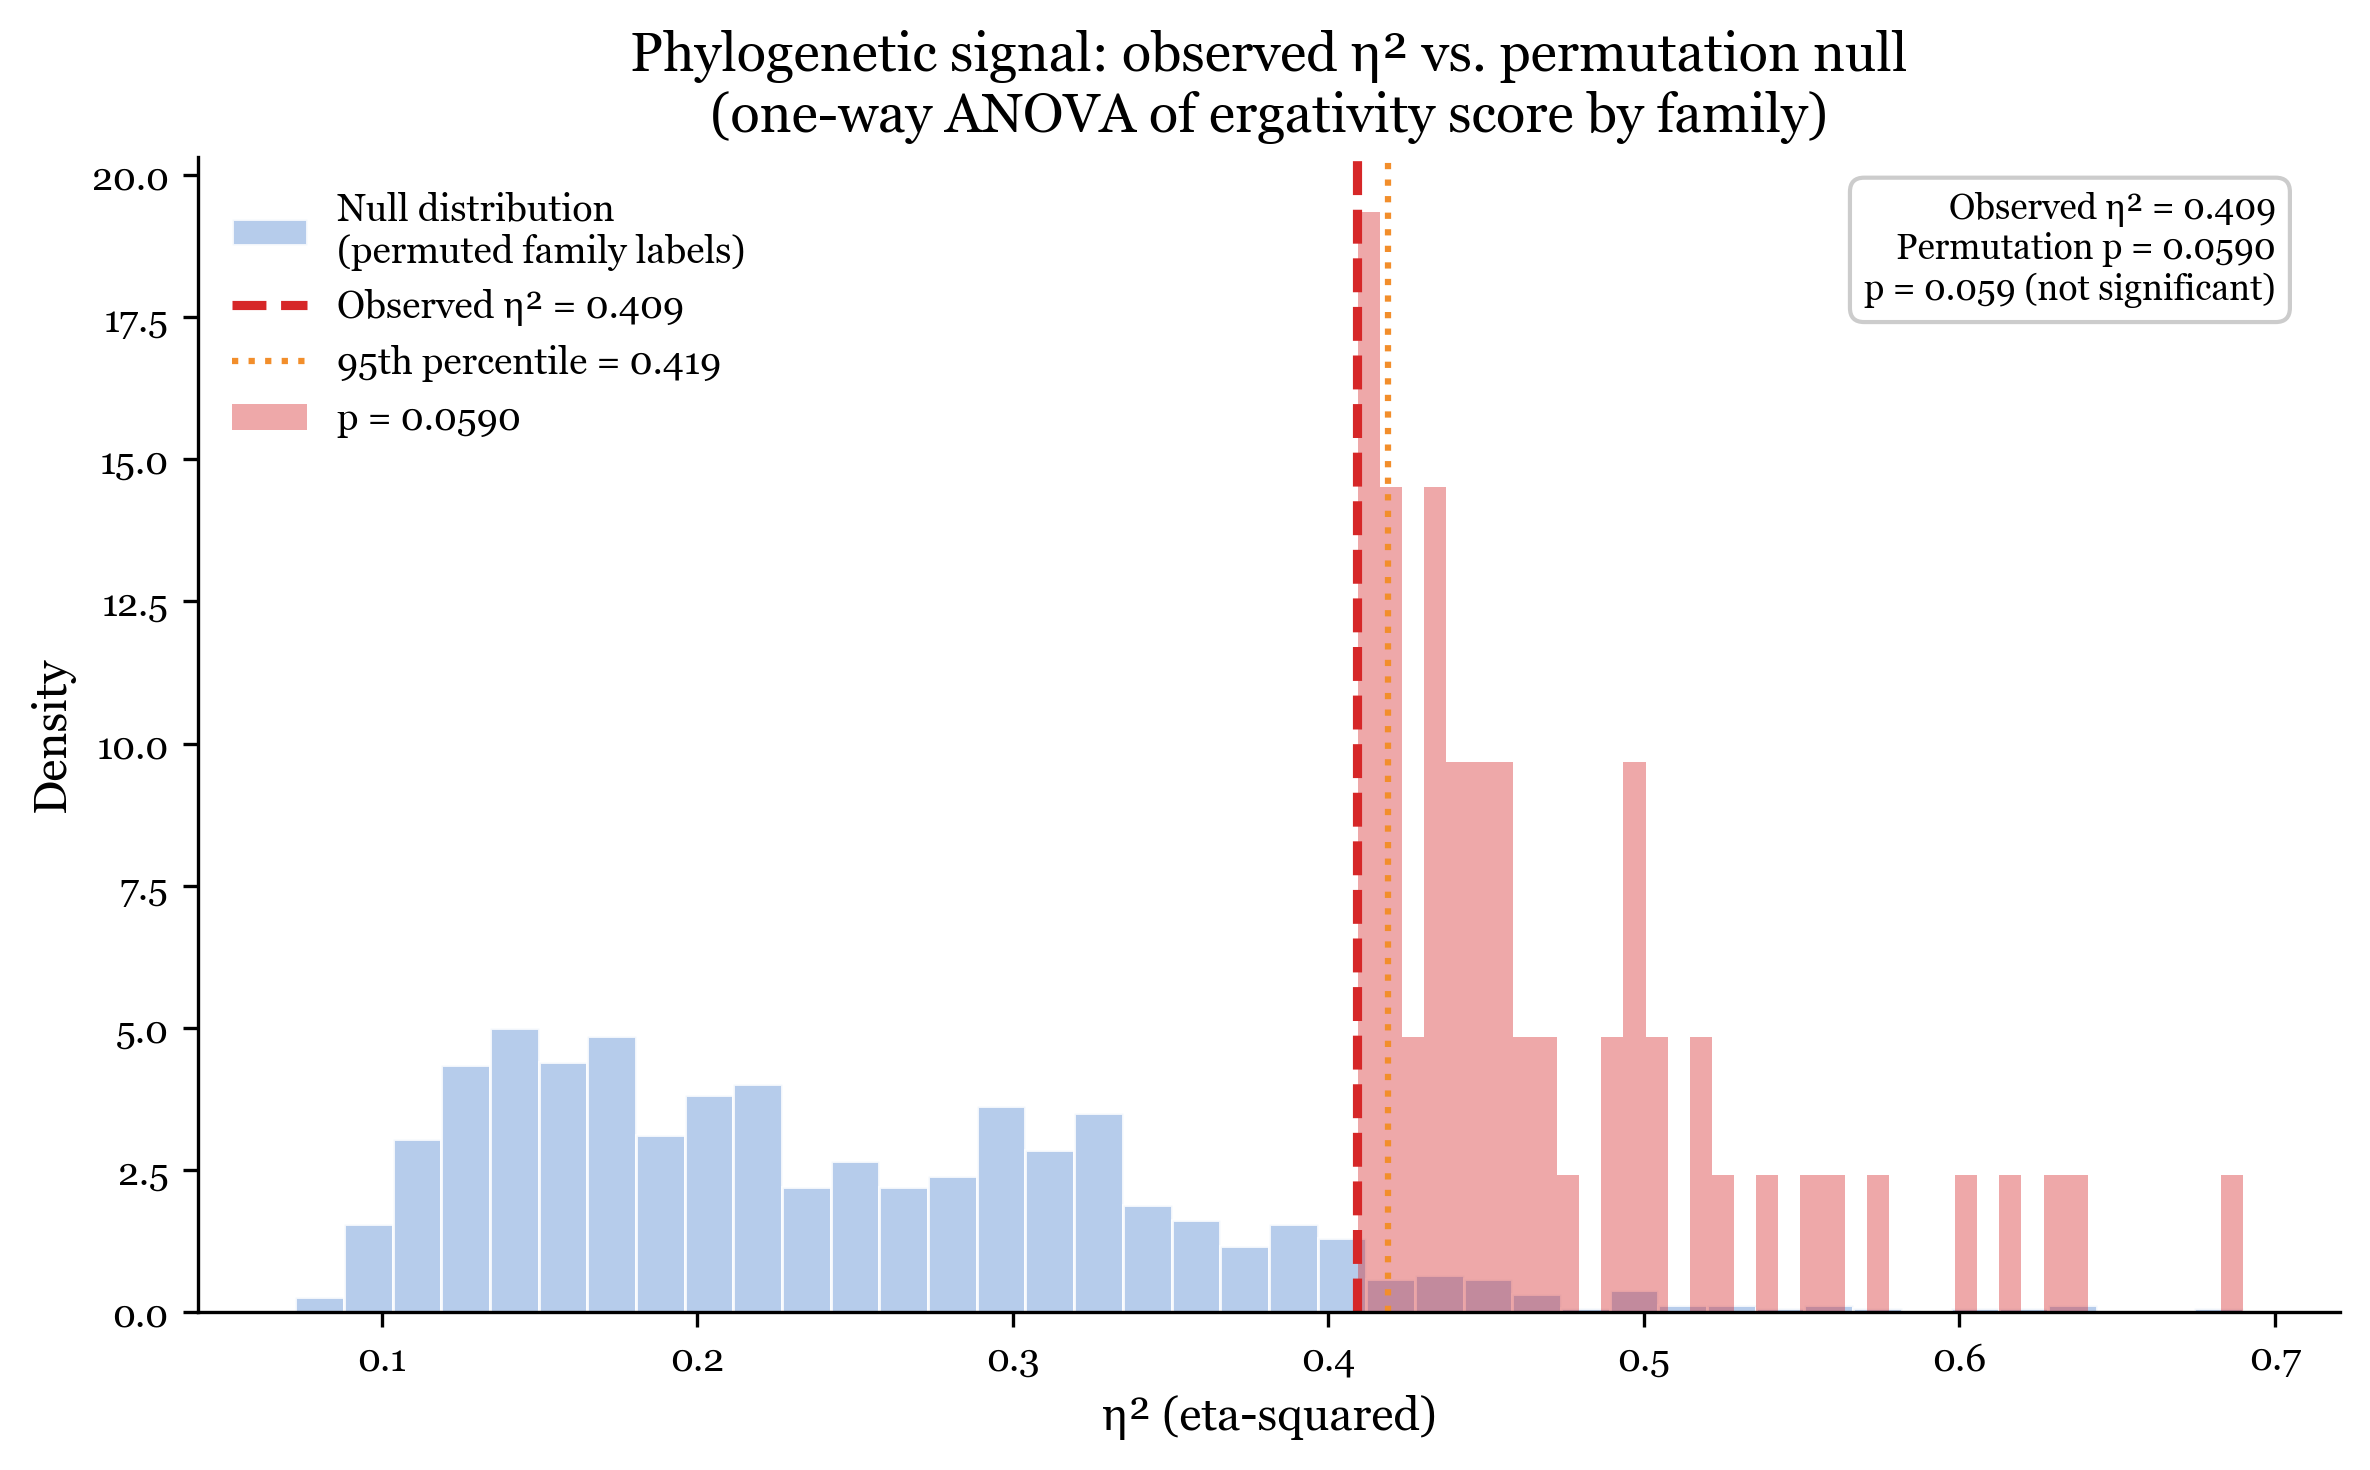 Phylogenetic signal: observed η² vs. permutation null
(one-way ANOVA of ergativity score by family)
Null distribution
(permuted family labels)
Observed η² = 0.409
95th percentile = 0.419
p = 0.0590
Observed η² = 0.409
Permutation p = 0.0590
p = 0.059 (not significant)
Density
20.0
17.5
15.0
12.5
10.0
7.5
5.0
2.5
0.0
0.1
0.2
0.3
0.4
0.5
0.6
0.7
η² (eta-squared)